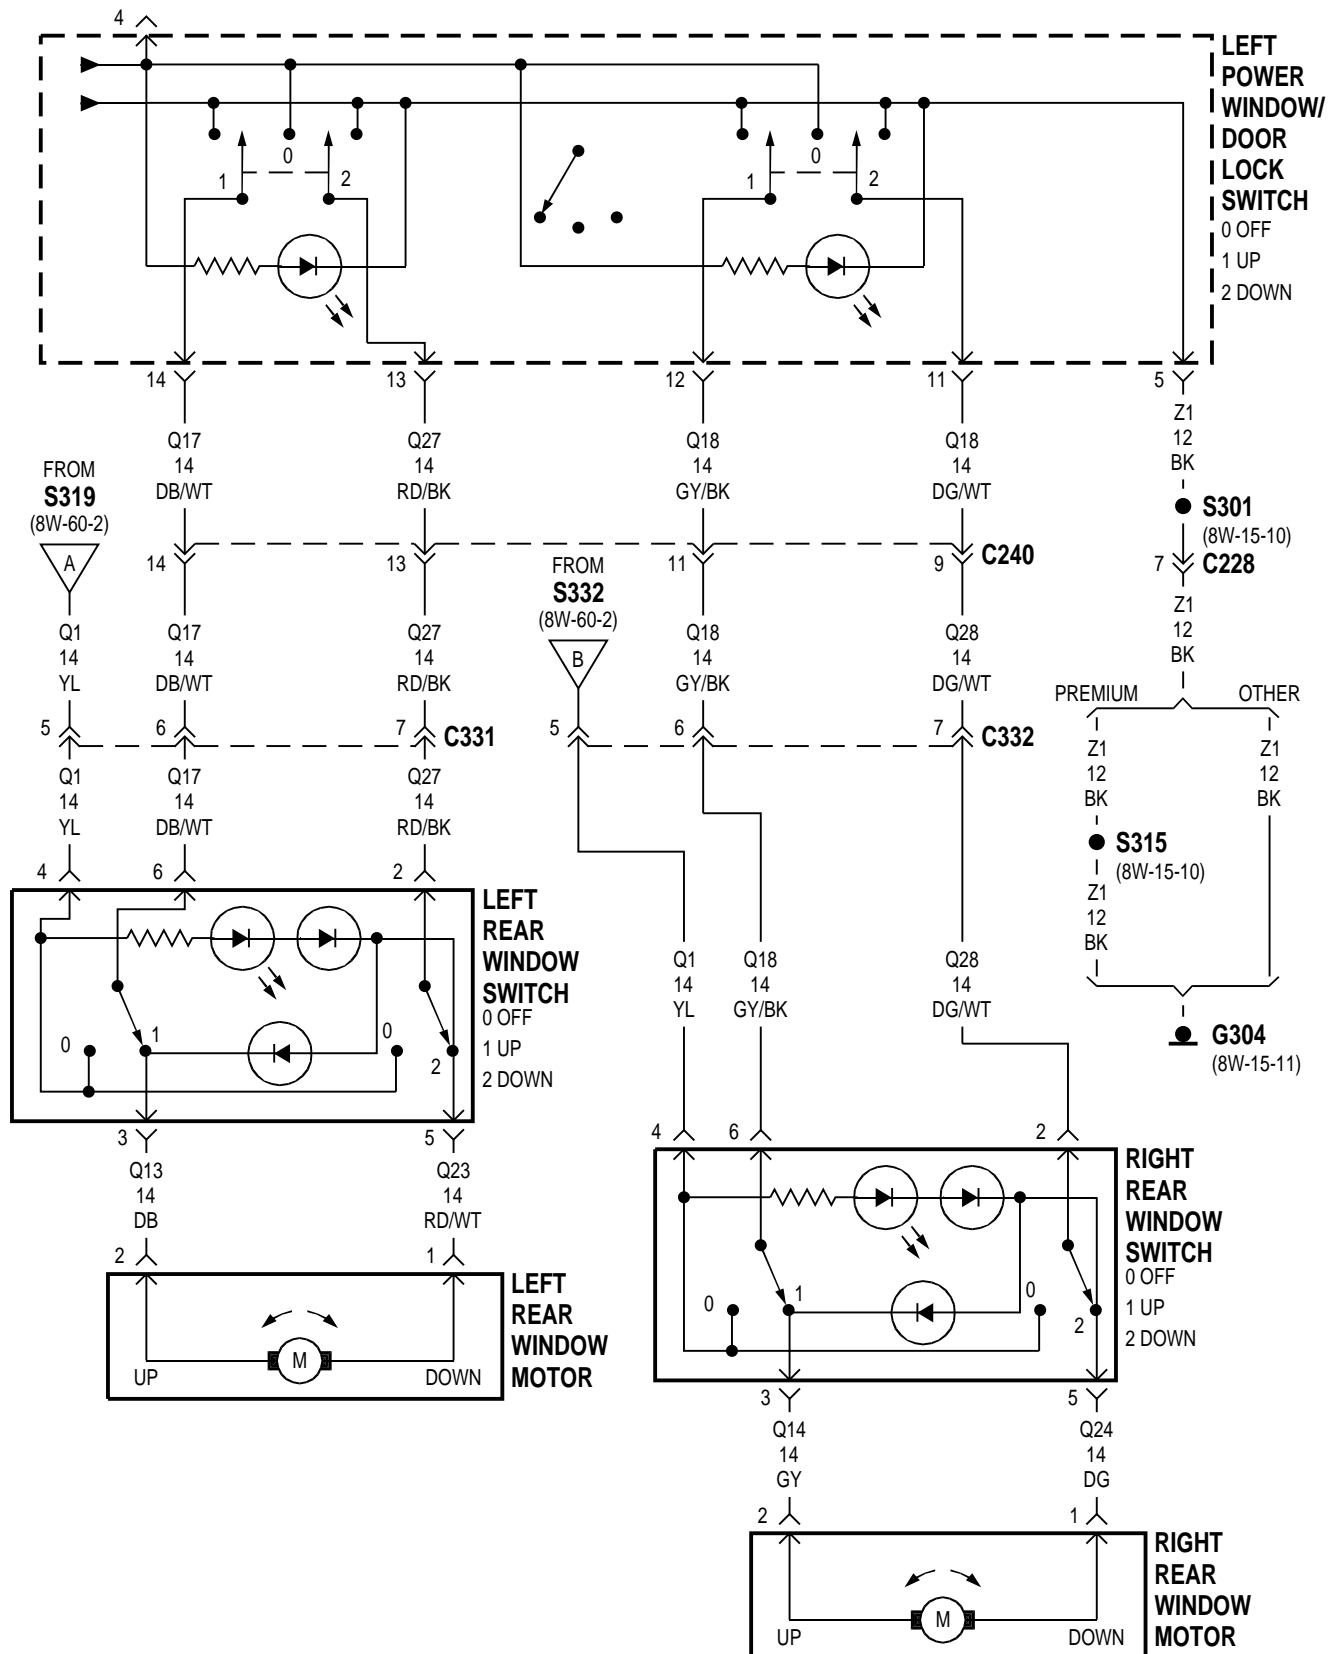 4
LEFT
POWER
WINDOW/
DOOR
LOCK
SWITCH
0 OFF
1 UP
2 DOWN
0
1
2
0
1
2
14
13
12
11
5
Q17
14
DB/WT
Q27
14
RD/BK
Q18
14
GY/BK
Q18
14
DG/WT
Z1
12
BK
FROM
S319
(8W-60-2)
A
S301
(8W-15-10)
14
13
11
9
C240
7
C228
FROM
S332
(8W-60-2)
B
Q1
14
YL
Q17
14
DB/WT
Q27
14
RD/BK
Q18
14
GY/BK
Q28
14
DG/WT
Z1
12
BK
PREMIUM
OTHER
5
6
7
C331
5
6
7
C332
Q1
14
YL
Q17
14
DB/WT
Q27
14
RD/BK
Z1
12
BK
Z1
12
BK
S315
(8W-15-10)
Z1
12
BK
4
6
2
LEFT
REAR
WINDOW
SWITCH
0 OFF
1 UP
2 DOWN
0
1
0
2
Q1
14
YL
Q18
14
GY/BK
Q28
14
DG/WT
G304
(8W-15-11)
3
5
Q13
14
DB
Q23
14
RD/WT
4
6
2
RIGHT
REAR
WINDOW
SWITCH
0 OFF
1 UP
2 DOWN
0
1
0
2
2
1
LEFT
REAR
WINDOW
MOTOR
M
UP
DOWN
3
5
Q14
14
GY
Q24
14
DG
2
1
RIGHT
REAR
WINDOW
MOTOR
M
UP
DOWN